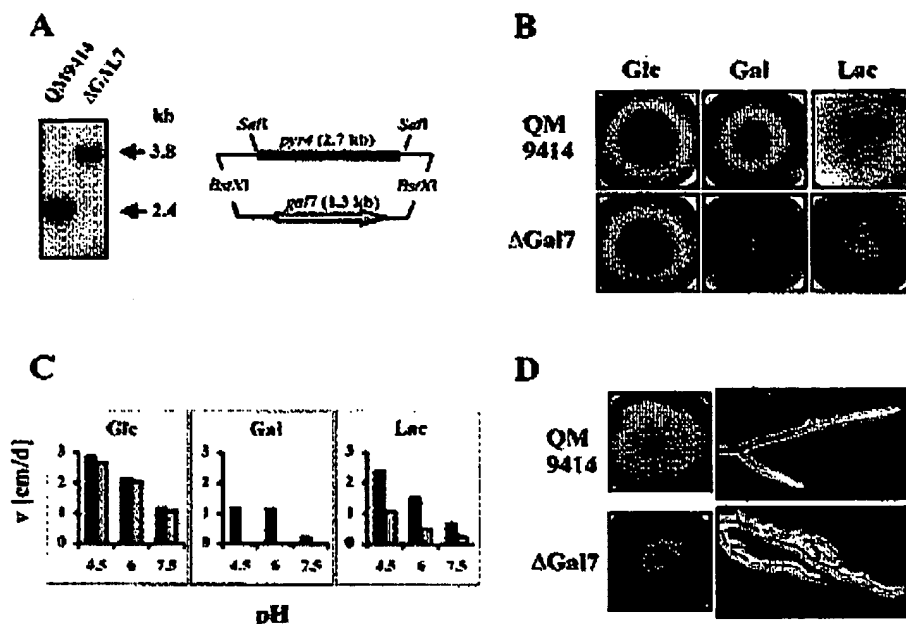 A
QM9414
ΔGAL7
kb
3.8
2.4
SalI
SalI
pyr4 (2.7 kb)
BstXI
BstXI
gal7 (1.3 kb)
B
Glc Gal Lac
QM
9414
ΔGal7
C
Glc Gal Lac
v [cm/d]
3 3 3
2 2 2
1 1 1
0 0 0
4.5 6 7.5 4.5 6 7.5 4.5 6 7.5
pH
D
QM
9414
ΔGal7